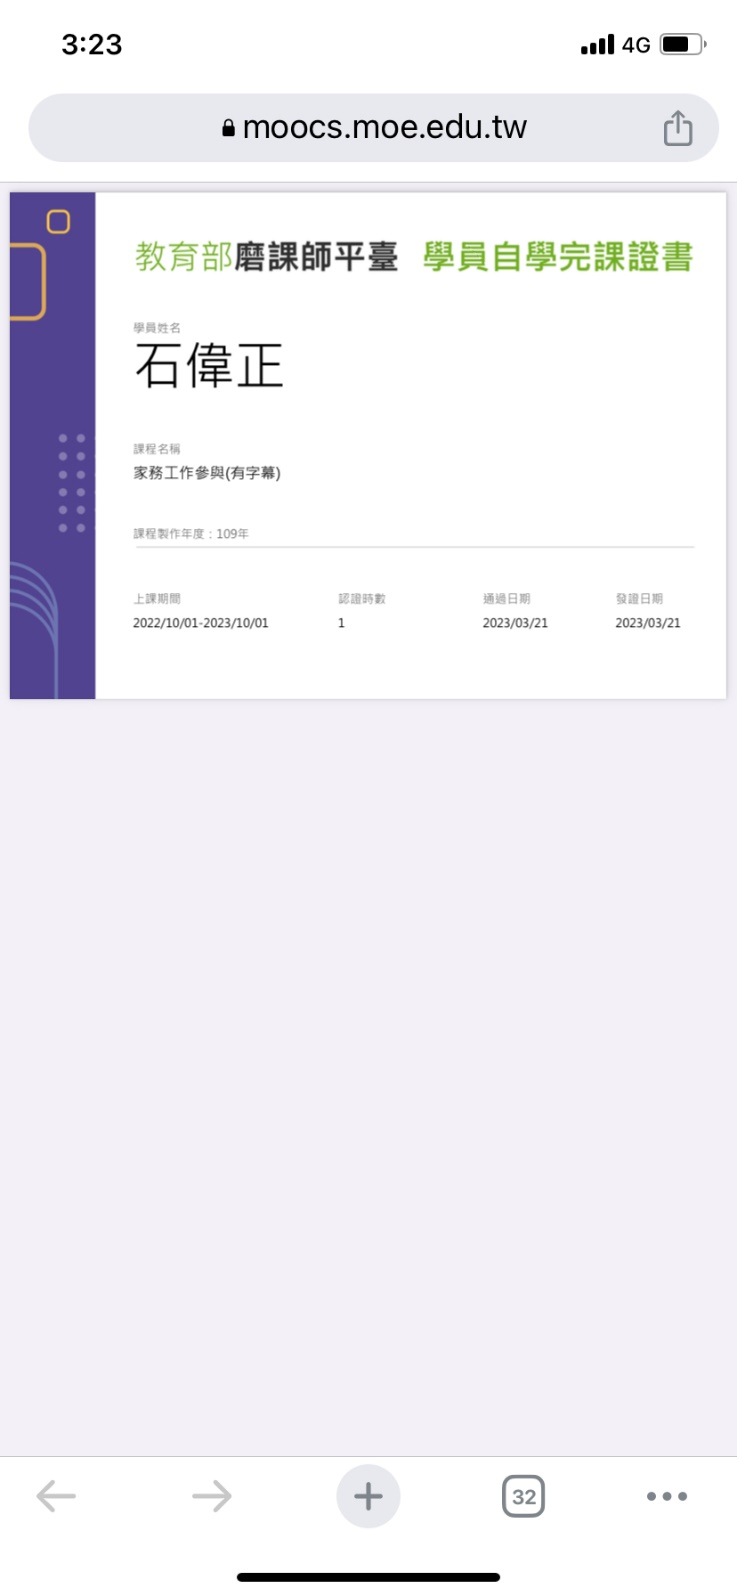 3:23
4G
moocs.moe.edu.tw
教育部磨課師平臺 學員自學完課證書
學員姓名
石偉正
課程名稱
家務工作參與(有字幕)
課程製作年度：109年
上課期間 認證時數 通過日期 發證日期
2022/10/01-2023/10/01 1 2023/03/21 2023/03/21
32